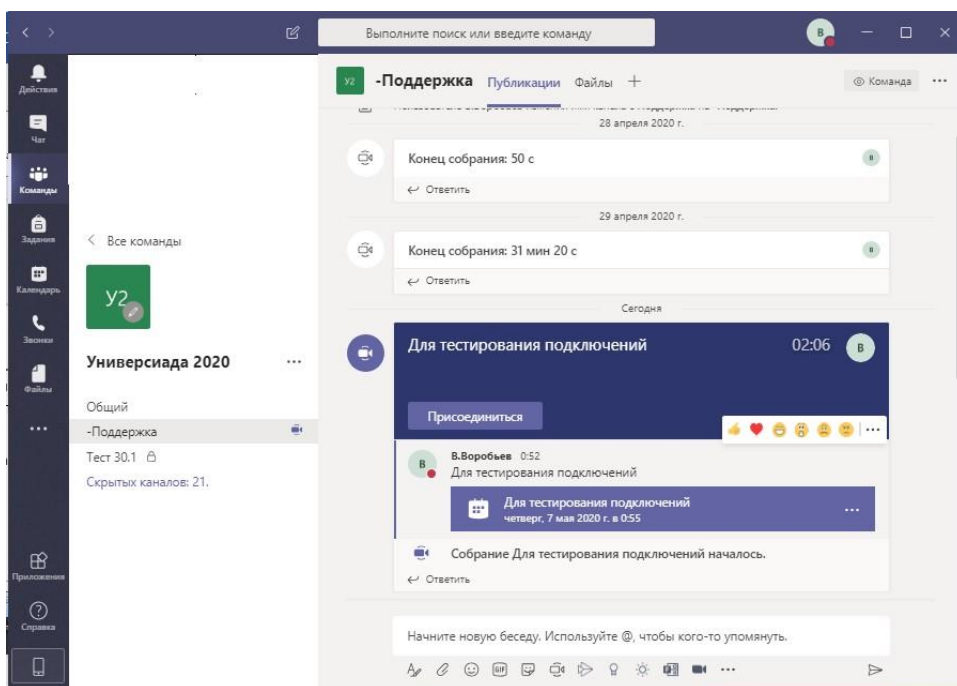 Выполните поиск или введите команду
В
Действия
Чат
Команды
Задания
Календарь
Звонки
Файлы
Приложения
Справка
Все команды
У2
Универсиада 2020
Общий
-Поддержка
Тест 30.1
Скрытых каналов: 21.
У2 -Поддержка Публикации Файлы Команда
28 апреля 2020 г.
Конец собрания: 50 с
В
Ответить
29 апреля 2020 г.
Конец собрания: 31 мин 20 с
В
Ответить
Сегодня
Для тестирования подключений 02:06 В
Присоединиться
В В.Воробьев 0:52
Для тестирования подключений
Для тестирования подключений
четверг, 7 мая 2020 г. в 0:55
Собрание Для тестирования подключений началось.
Ответить
Начните новую беседу. Используйте @, чтобы кого-то упомянуть.
GIF